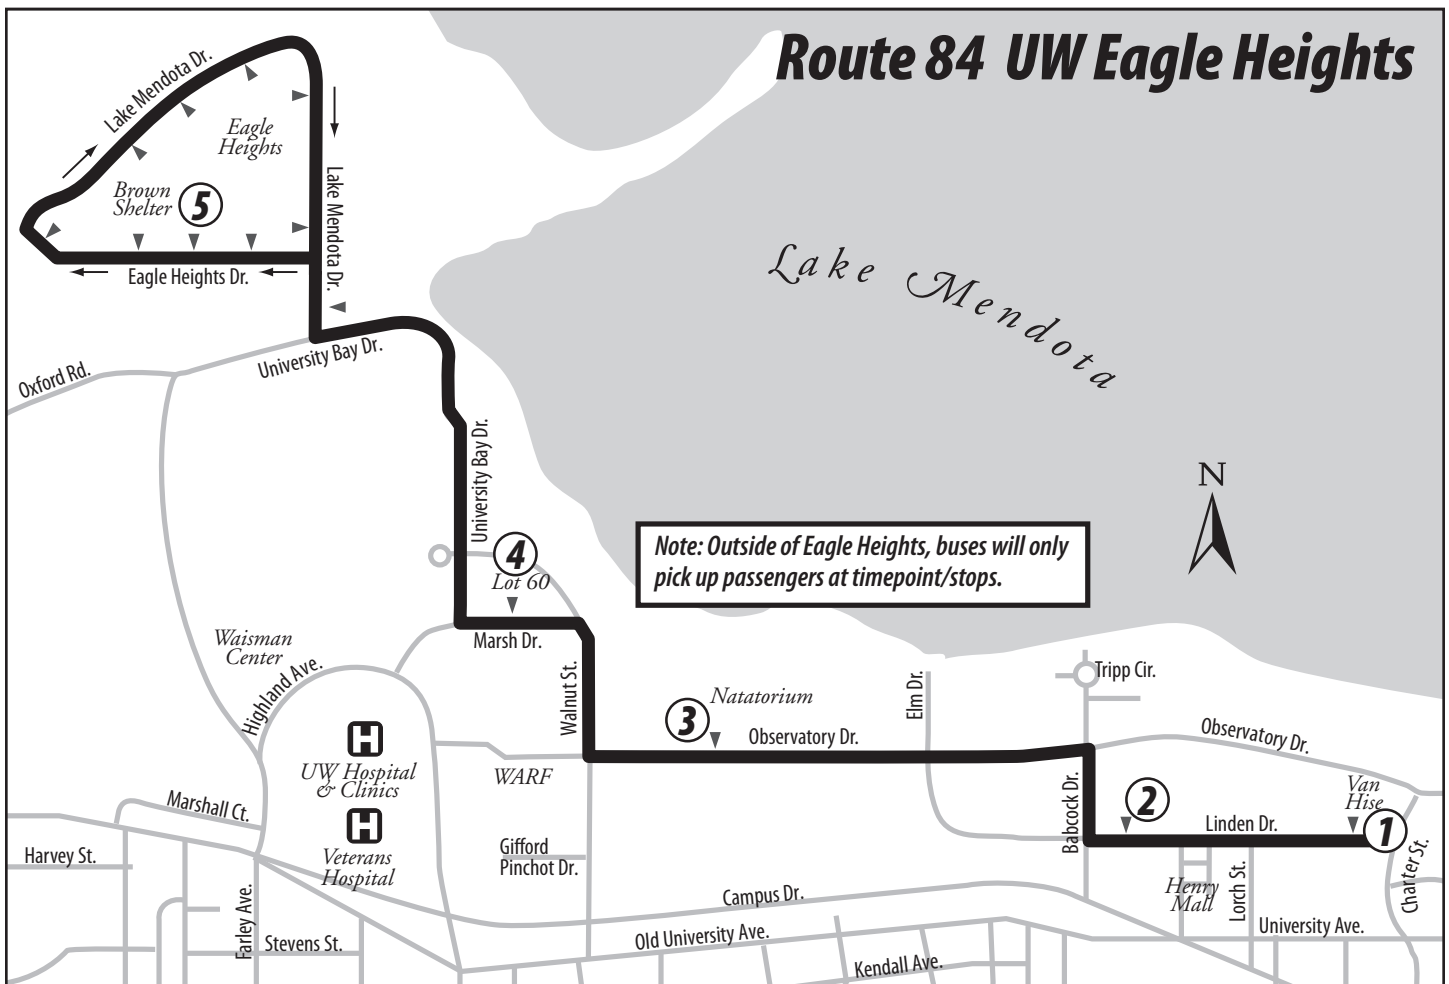 Route 84 UW Eagle Heights
Lake Mendota Dr.
Eagle
Heights
Brown
Shelter
5
Lake Mendota Dr.
Eagle Heights Dr.
University Bay Dr.
Oxford Rd.
Lake Mendota
N
University Bay Dr.
4
Lot 60
Note: Outside of Eagle Heights, buses will only
pick up passengers at timepoint/stops.
Marsh Dr.
Waisman
Center
Highland Ave.
Walnut St.
3
Natatorium
Observatory Dr.
Elm Dr.
Tripp Cir.
Observatory Dr.
H
UW Hospital
& Clinics
WARF
Van
Hise
1
2
Linden Dr.
Babcock Dr.
Charter St.
Marshall Ct.
H
Veterans
Hospital
Harvey St.
Gifford
Pinchot Dr.
Henry
Mall
Lorch St.
Campus Dr.
University Ave.
Farley Ave.
Stevens St.
Old University Ave.
Kendall Ave.